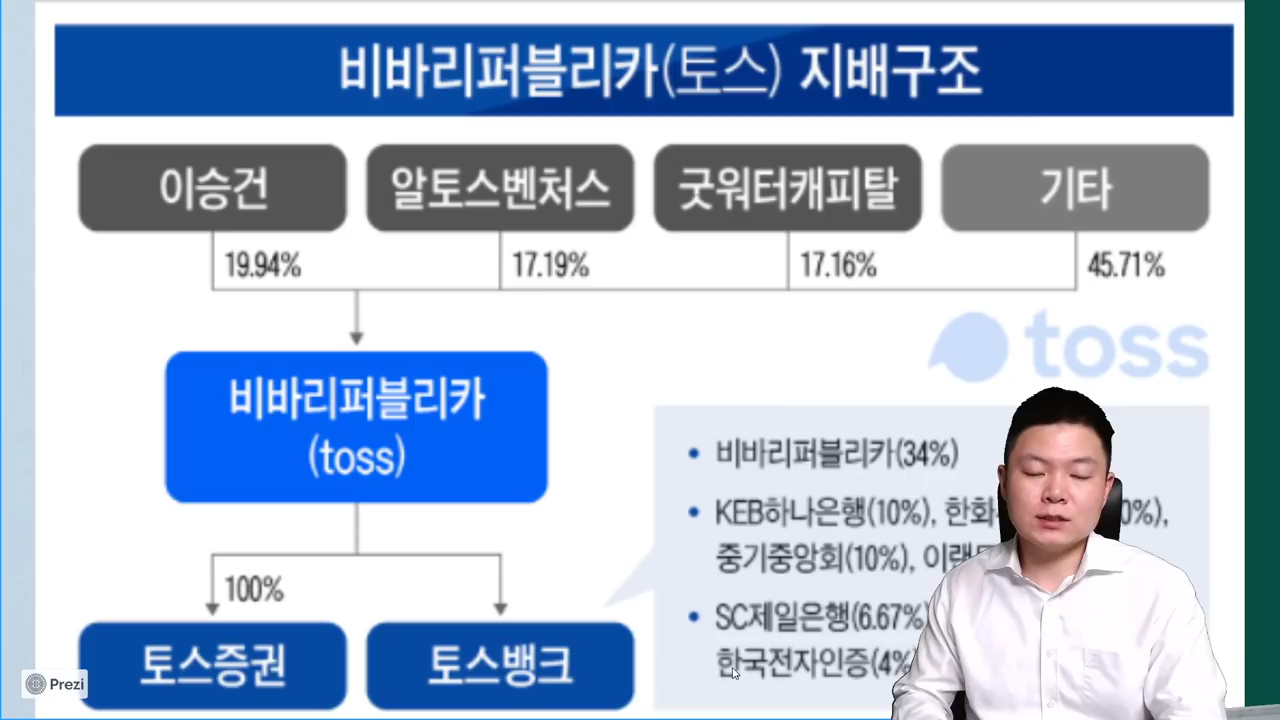 비바리퍼블리카(토스) 지배구조
이승건
알토스벤처스
굿워터캐피탈
기타
19.94%
17.19%
17.16%
45.71%
toss
비바리퍼블리카
(toss)
• 비바리퍼블리카(34%)
• KEB하나은행(10%), 한화 0%),
중기중앙회(10%),
• SC제일은행(6.67%)
한국전자인증(4%
100%
토스증권
토스뱅크
Prezi